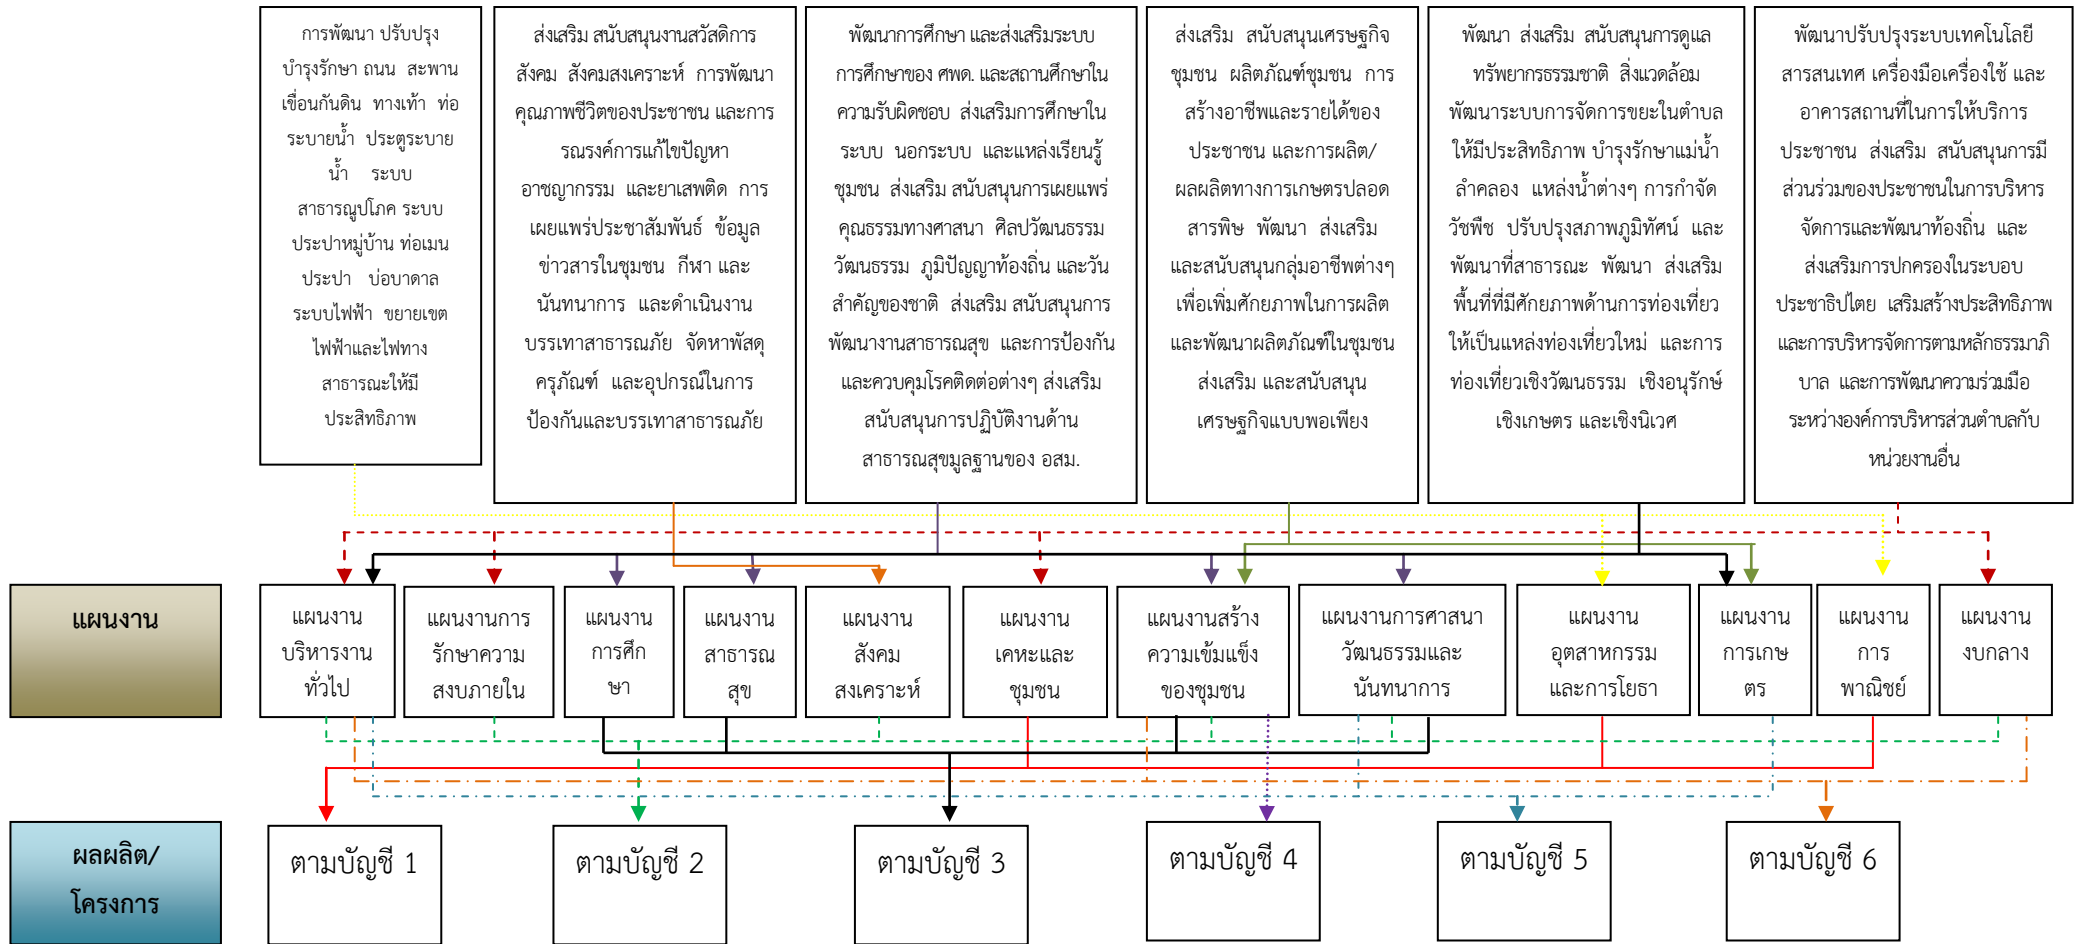 การพัฒนา ปรับปรุง
บำรุงรักษา ถนน สะพาน
เขื่อนกันดิน ทางเท้า ท่อ
ระบายน้ำ ประตูระบาย
น้ำ ระบบ
สาธารณูปโภค ระบบ
ประปาหมู่บ้าน ท่อเมน
ประปา บ่อบาดาล
ระบบไฟฟ้า ขยายเขต
ไฟฟ้าและไฟทาง
สาธารณะให้มี
ประสิทธิภาพ
ส่งเสริม สนับสนุนงานสวัสดิการ
สังคม สังคมสงเคราะห์ การพัฒนา
คุณภาพชีวิตของประชาชน และการ
รณรงค์การแก้ไขปัญหา
อาชญากรรม และยาเสพติด การ
เผยแพร่ประชาสัมพันธ์ ข้อมูล
ข่าวสารในชุมชน กีฬา และ
นันทนาการ และดำเนินงาน
บรรเทาสาธารณภัย จัดหาพัสดุ
ครุภัณฑ์ และอุปกรณ์ในการ
ป้องกันและบรรเทาสาธารณภัย
พัฒนาการศึกษา และส่งเสริมระบบ
การศึกษาของ ศพด. และสถานศึกษาใน
ความรับผิดชอบ ส่งเสริมการศึกษาใน
ระบบ นอกระบบ และแหล่งเรียนรู้
ชุมชน ส่งเสริม สนับสนุนการเผยแพร่
คุณธรรมทางศาสนา ศิลปวัฒนธรรม
วัฒนธรรม ภูมิปัญญาท้องถิ่น และวัน
สำคัญของชาติ ส่งเสริม สนับสนุนการ
พัฒนางานสาธารณสุข และการป้องกัน
และควบคุมโรคติดต่อต่างๆ ส่งเสริม
สนับสนุนการปฏิบัติงานด้าน
สาธารณสุขมูลฐานของ อสม.
ส่งเสริม สนับสนุนเศรษฐกิจ
ชุมชน ผลิตภัณฑ์ชุมชน การ
สร้างอาชีพและรายได้ของ
ประชาชน และการผลิต/
ผลผลิตทางการเกษตรปลอด
สารพิษ พัฒนา ส่งเสริม
และสนับสนุนกลุ่มอาชีพต่างๆ
เพื่อเพิ่มศักยภาพในการผลิต
และพัฒนาผลิตภัณฑ์ในชุมชน
ส่งเสริม และสนับสนุน
เศรษฐกิจแบบพอเพียง
พัฒนา ส่งเสริม สนับสนุนการดูแล
ทรัพยากรธรรมชาติ สิ่งแวดล้อม
พัฒนาระบบการจัดการขยะในตำบล
ให้มีประสิทธิภาพ บำรุงรักษาแม่น้ำ
ลำคลอง แหล่งน้ำต่างๆ การกำจัด
วัชพืช ปรับปรุงสภาพภูมิทัศน์ และ
พัฒนาที่สาธารณะ พัฒนา ส่งเสริม
พื้นที่ที่มีศักยภาพด้านการท่องเที่ยว
ให้เป็นแหล่งท่องเที่ยวใหม่ และการ
ท่องเที่ยวเชิงวัฒนธรรม เชิงอนุรักษ์
เชิงเกษตร และเชิงนิเวศ
พัฒนาปรับปรุงระบบเทคโนโลยี
สารสนเทศ เครื่องมือเครื่องใช้ และ
อาคารสถานที่ในการให้บริการ
ประชาชน ส่งเสริม สนับสนุนการมี
ส่วนร่วมของประชาชนในการบริหาร
จัดการและพัฒนาท้องถิ่น และ
ส่งเสริมการปกครองในระบอบ
ประชาธิปไตย เสริมสร้างประสิทธิภาพ
และการบริหารจัดการตามหลักธรรมาภิ
บาล และการพัฒนาความร่วมมือ
ระหว่างองค์การบริหารส่วนตำบลกับ
หน่วยงานอื่น
แผนงาน
แผนงาน
บริหารงาน
ทั่วไป
แผนงานการ
รักษาความ
สงบภายใน
แผนงาน
การศึก
ษา
แผนงาน
สาธารณ
สุข
แผนงาน
สังคม
สงเคราะห์
แผนงาน
เคหะและ
ชุมชน
แผนงานสร้าง
ความเข้มแข็ง
ของชุมชน
แผนงานการศาสนา
วัฒนธรรมและ
นันทนาการ
แผนงาน
อุตสาหกรรม
และการโยธา
แผนงาน
การเกษ
ตร
แผนงาน
การ
พาณิชย์
แผนงาน
งบกลาง
ผลผลิต/
โครงการ
ตามบัญชี 1
ตามบัญชี 2
ตามบัญชี 3
ตามบัญชี 4
ตามบัญชี 5
ตามบัญชี 6